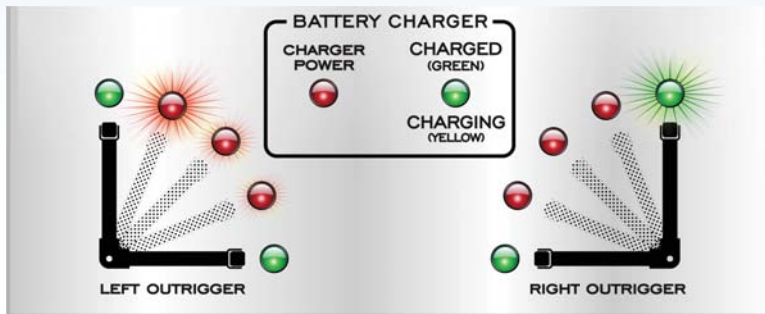 BATTERY CHARGER
CHARGER
POWER
CHARGED
(GREEN)
CHARGING
(YELLOW)
LEFT OUTRIGGER
RIGHT OUTRIGGER